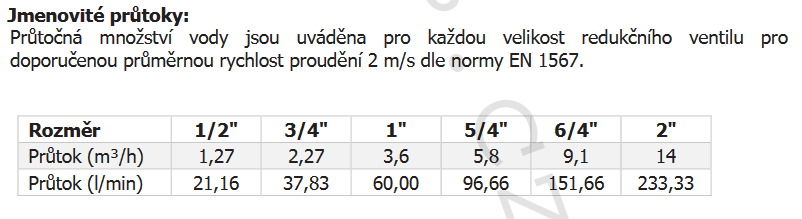 Jmenovité průtoky:
Průtočná množství vody jsou uváděna pro každou velikost redukčního ventilu pro
doporučenou průměrnou rychlost proudění 2 m/s dle normy EN 1567.
Rozměr 1/2" 3/4" 1" 5/4" 6/4" 2"
Průtok (m³/h) 1,27 2,27 3,6 5,8 9,1 14
Průtok (l/min) 21,16 37,83 60,00 96,66 151,66 233,33